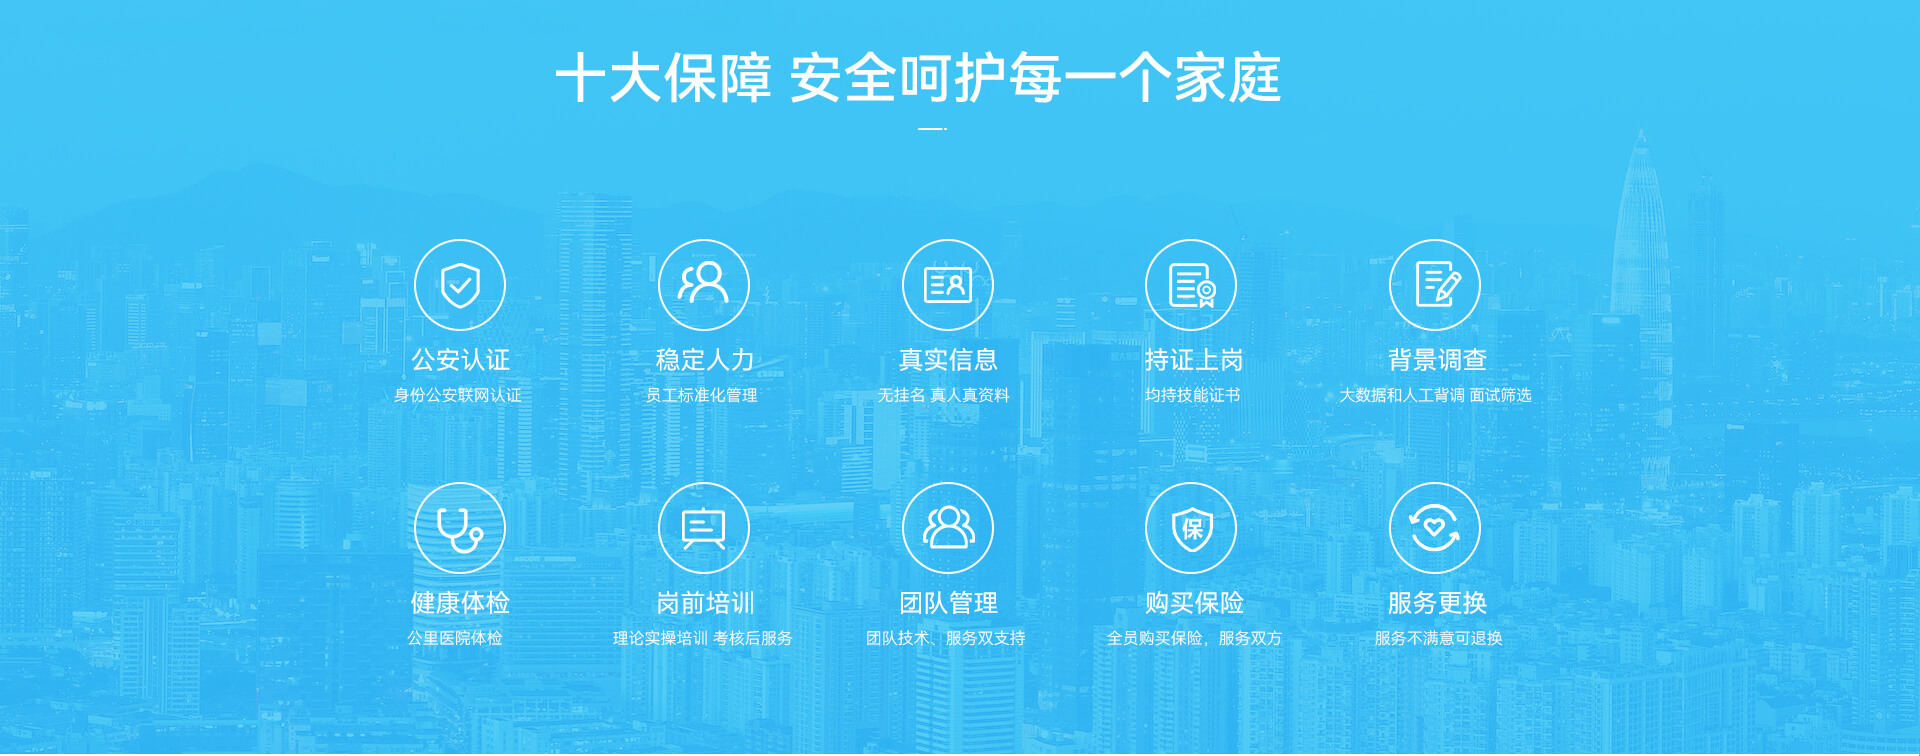 十大保障 安全呵护每一个家庭
公安认证
身份公安联网认证
稳定人力
员工标准化管理
真实信息
无挂名 真人真资料
持证上岗
均持技能证书
背景调查
大数据和人工背调 面试筛选
健康体检
公里医院体检
岗前培训
理论实操培训 考核后服务
团队管理
团队技术、服务双支持
保
购买保险
全员购买保险，服务双方
服务更换
服务不满意可退换